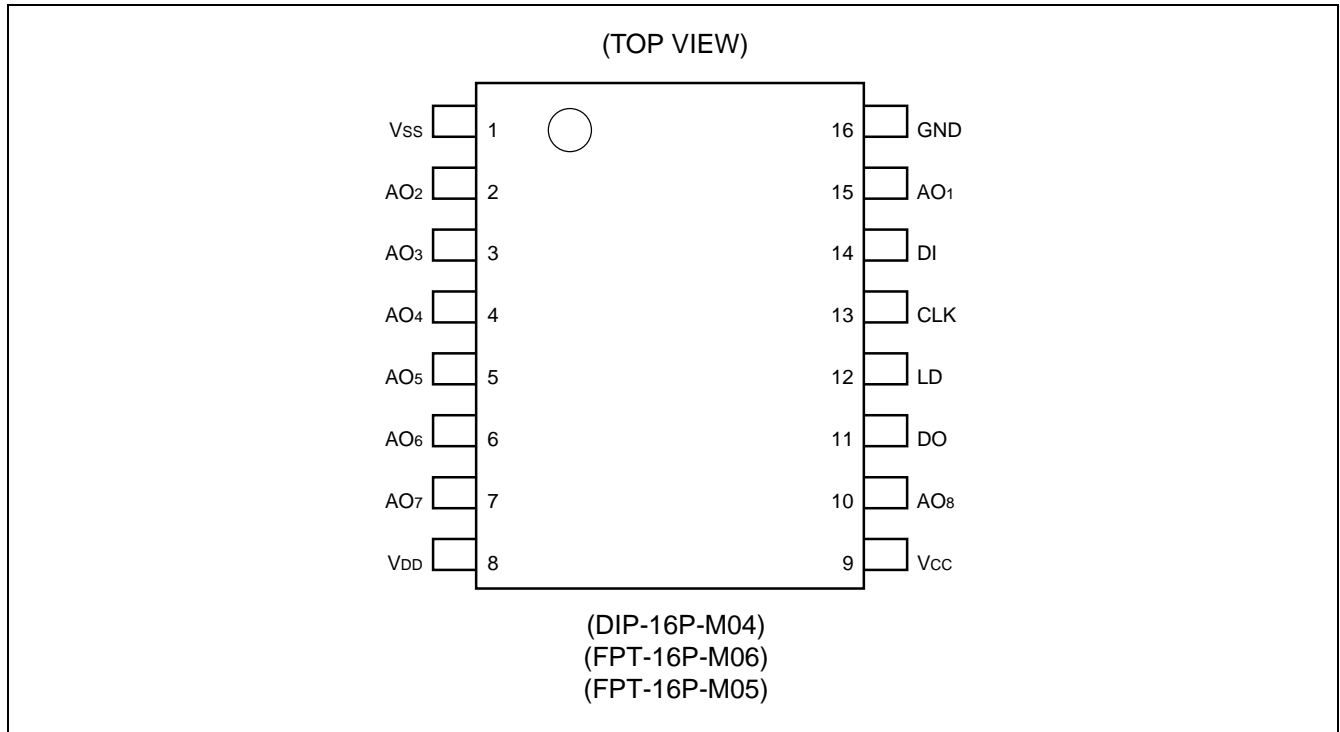 (TOP VIEW)
VSS 1 16 GND
AO2 2 15 AO1
AO3 3 14 DI
AO4 4 13 CLK
AO5 5 12 LD
AO6 6 11 DO
AO7 7 10 AO8
VDD 8 9 VCC
(DIP-16P-M04)
(FPT-16P-M06)
(FPT-16P-M05)